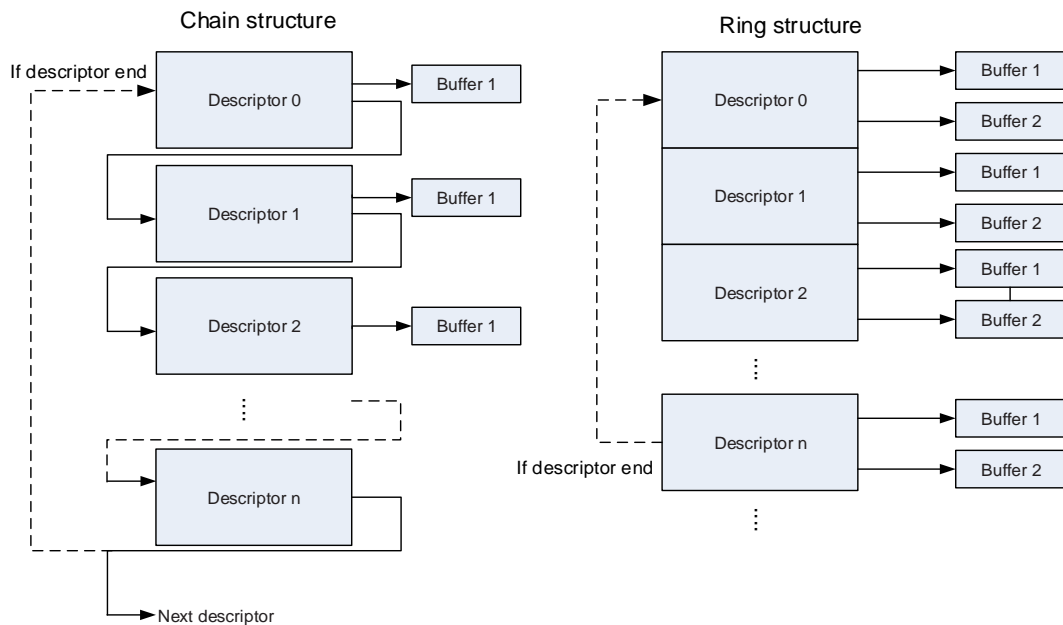 Chain structure
If descriptor end
Descriptor 0
Buffer 1
Descriptor 1
Buffer 1
Descriptor 2
Buffer 1
Descriptor n
Next descriptor
Ring structure
Descriptor 0
Buffer 1
Buffer 2
Descriptor 1
Buffer 1
Buffer 2
Descriptor 2
Buffer 1
Buffer 2
Descriptor n
Buffer 1
Buffer 2
If descriptor end